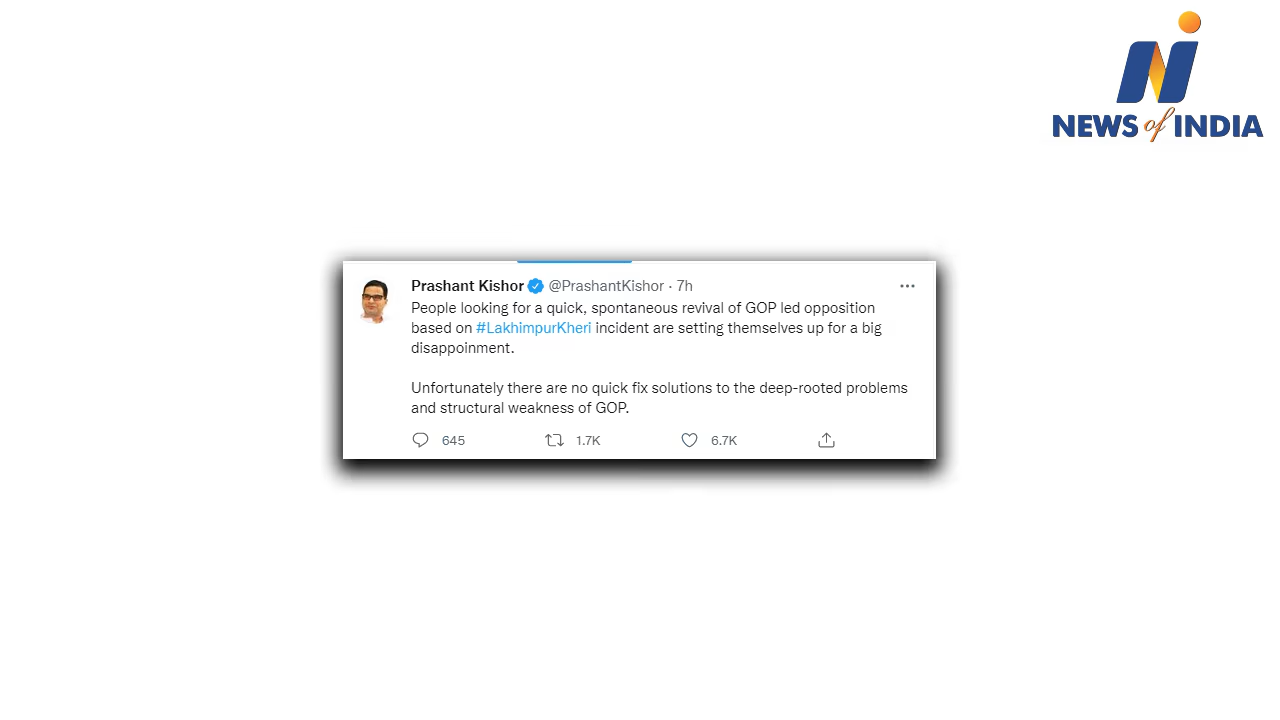 NEWS of INDIA
Prashant Kishor @PrashantKishor · 7h
People looking for a quick, spontaneous revival of GOP led opposition
based on #LakhimpurKheri incident are setting themselves up for a big
disappoinment.
Unfortunately there are no quick fix solutions to the deep-rooted problems
and structural weakness of GOP.
645 1.7K 6.7K